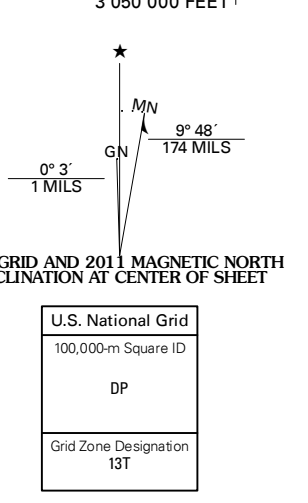 3 050 000 FEET
★
MN
GN
9° 48´
174 MILS
0° 3´
1 MILS
GRID AND 2011 MAGNETIC NORTH
CLINATION AT CENTER OF SHEET
U.S. National Grid
100,000-m Square ID
DP
Grid Zone Designation
13T